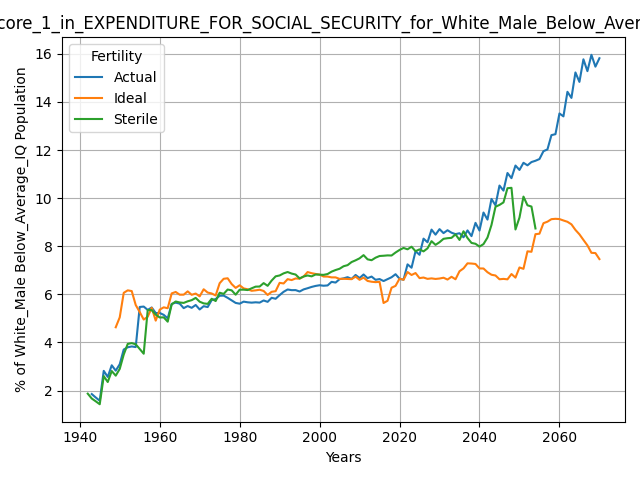 core_1_in_EXPENDITURE_FOR_SOCIAL_SECURITY_for_White_Male_Below_Aver
% of White_Male Below_Average_IQ Population
16
14
12
10
8
6
4
2
Fertility
Actual
Ideal
Sterile
1940 1960 1980 2000 2020 2040 2060
Years